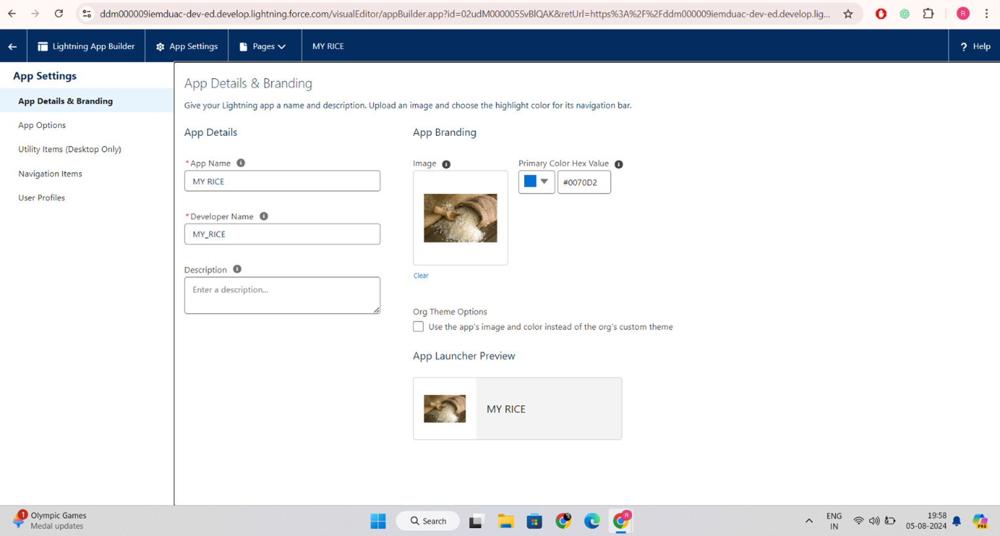 ddm000009iemduac-dev-ed.develop.lightning.force.com/visualEditor/appBuilder.app?id=02udM000005SvBlQAK&retUrl=https%3A%2F%2Fddm000009iemduac-dev-ed.develop.lig...
R
Lightning App Builder
App Settings
Pages
MY RICE
? Help
App Settings
App Details & Branding
App Options
Utility Items (Desktop Only)
Navigation Items
User Profiles
App Details & Branding
Give your Lightning app a name and description. Upload an image and choose the highlight color for its navigation bar.
App Details
App Branding
*App Name
MY RICE
*Developer Name
MY_RICE
Description
Enter a description...
Image
Clear
Primary Color Hex Value
#0070D2
Org Theme Options
Use the app's image and color instead of the org's custom theme
App Launcher Preview
MY RICE
1
Olympic Games
Medal updates
Search
R
ENG
IN
19:58
05-08-2024
PRE